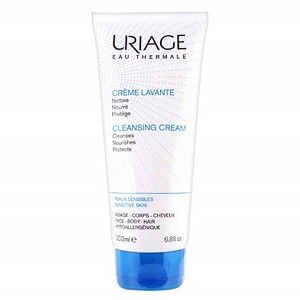 URIAGE
EAU THERMALE
CRÈME LAVANTE
Nettoie
Nourrit
Protège
CLEANSING CREAM
Cleanses
Nourishes
Protects
PEAUX SENSIBLES
SENSITIVE SKIN
VISAGE - CORPS - CHEVEUX
FACE - BODY - HAIR
HYPOALLERGÉNIQUE
200ml e 6.8fl.oz